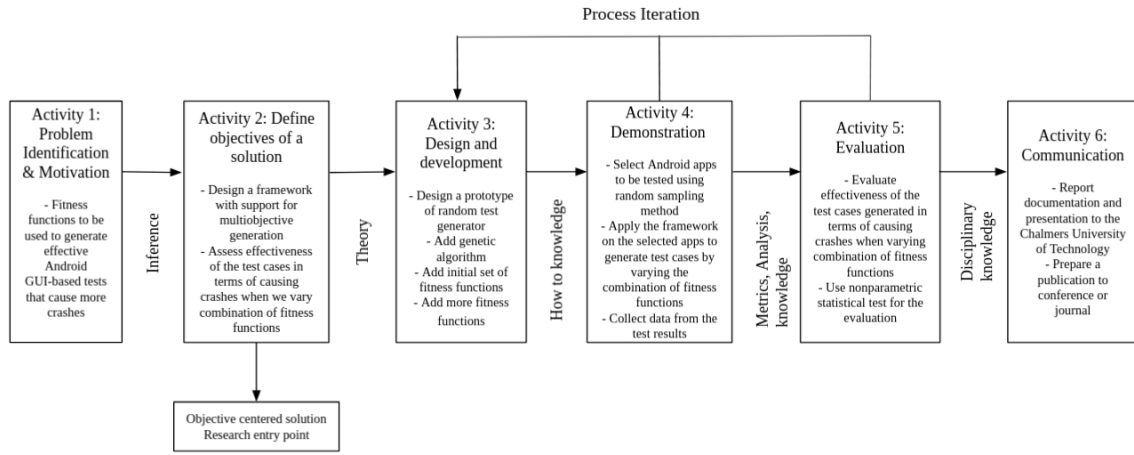 Process Iteration
Activity 1:
Problem
Identification
& Motivation
- Fitness
functions to be
used to generate
effective
Android
GUI-based tests
that cause more
crashes
Inference
Activity 2: Define
objectives of a
solution
- Design a framework
with support for
multiobjective
generation
- Assess effectiveness
of the test cases in
terms of causing
crashes when we vary
combination of fitness
functions
Objective centered solution
Research entry point
Theory
Activity 3:
Design and
development
- Design a prototype
of random test
generator
- Add genetic
algorithm
- Add initial set of
fitness functions
- Add more fitness
functions
How to knowledge
Activity 4:
Demonstration
- Select Android apps
to be tested using
random sampling
method
- Apply the framework
on the selected apps to
generate test cases by
varying the
combination of fitness
functions
- Collect data from the
test results
Metrics, Analysis,
knowledge
Activity 5:
Evaluation
- Evaluate
effectiveness of the
test cases generated in
terms of causing
crashes when varying
combination of fitness
functions
- Use nonparametric
statistical test for the
evaluation
Disciplinary
knowledge
Activity 6:
Communication
- Report
documentation and
presentation to the
Chalmers University
of Technology
- Prepare a
publication to
conference or
journal